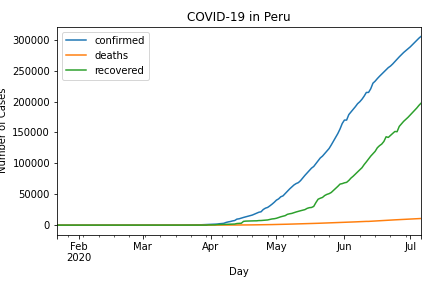 COVID-19 in Peru
confirmed
deaths
recovered
300000
250000
200000
150000
100000
50000
0
Number of Cases
Feb
2020
Mar
Apr
May
Jun
Jul
Day